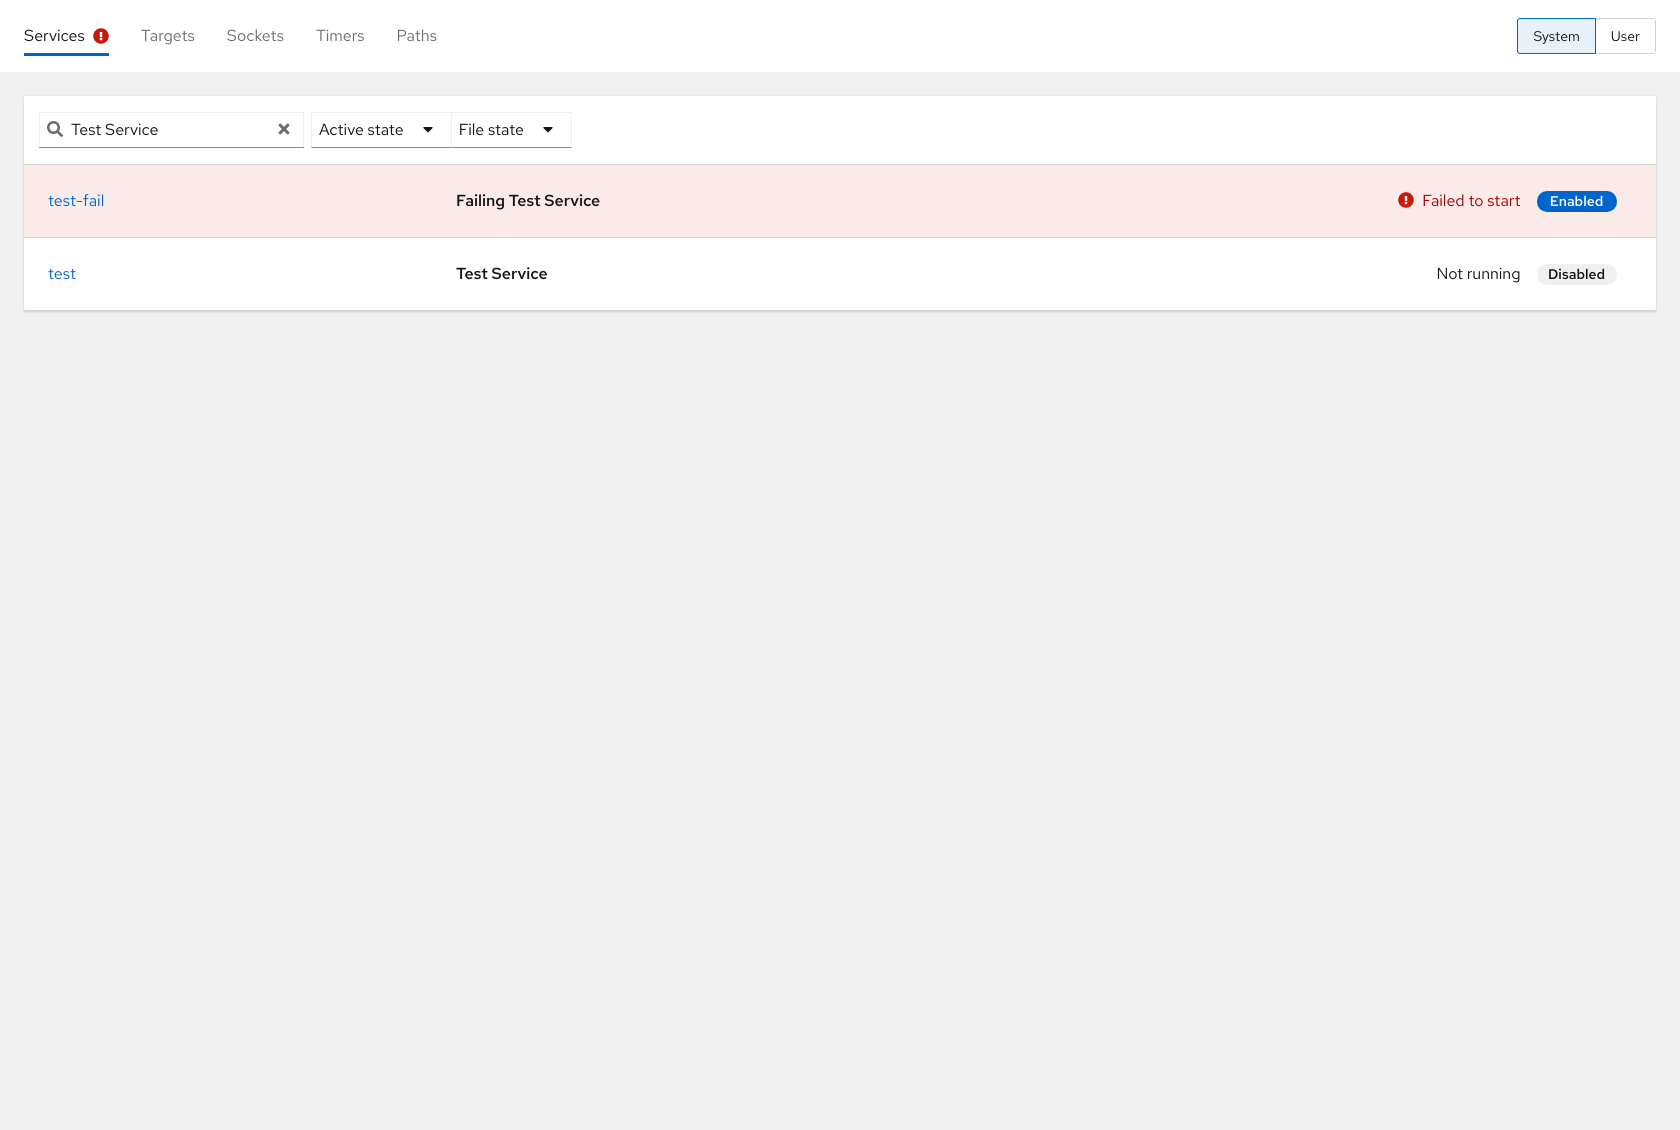 Services Targets Sockets Timers Paths System User
Test Service Active state File state
test-fail Failing Test Service Failed to start Enabled
test Test Service Not running Disabled